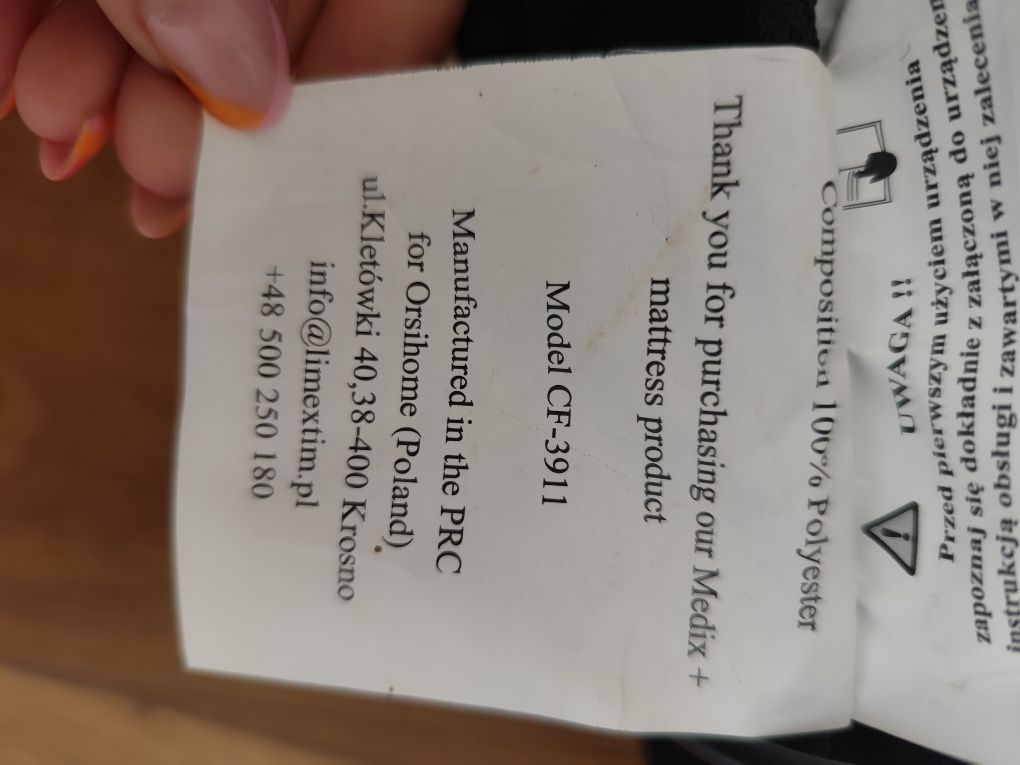 Composition 100% Polyester
Thank you for purchasing our Medix +
mattress product
Model CF-3911
Manufactured in the PRC
for Orsihome (Poland)
ul.Kletówki 40,38-400 Krosno
info@limextim.pl
+48 500 250 180
UWAGA !!
Przed pierwszym użyciem urządzenia
zapoznaj się dokładnie z załączoną do
instrukcją obsługi i zawartymi w niej zalecenia